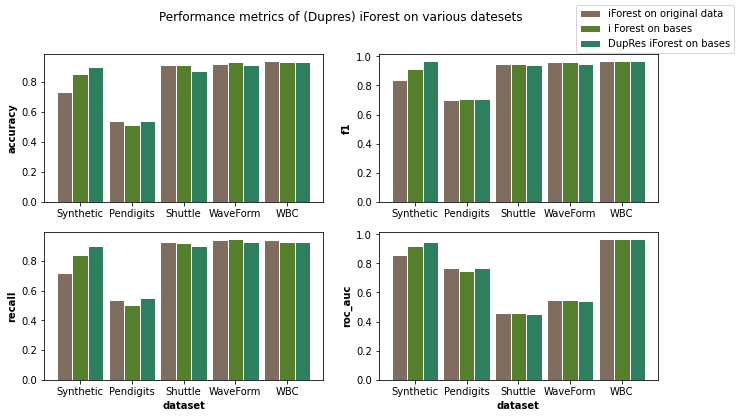 Performance metrics of (Dupres) iForest on various datesets
iForest on original data
i Forest on bases
DupRes iForest on bases
accuracy
0.8
0.6
0.4
0.2
0.0
Synthetic Pendigits Shuttle WaveForm WBC
f1
1.0
0.8
0.6
0.4
0.2
0.0
Synthetic Pendigits Shuttle WaveForm WBC
recall
0.8
0.6
0.4
0.2
0.0
Synthetic Pendigits Shuttle WaveForm WBC
dataset
roc_auc
1.0
0.8
0.6
0.4
0.2
0.0
Synthetic Pendigits Shuttle WaveForm WBC
dataset